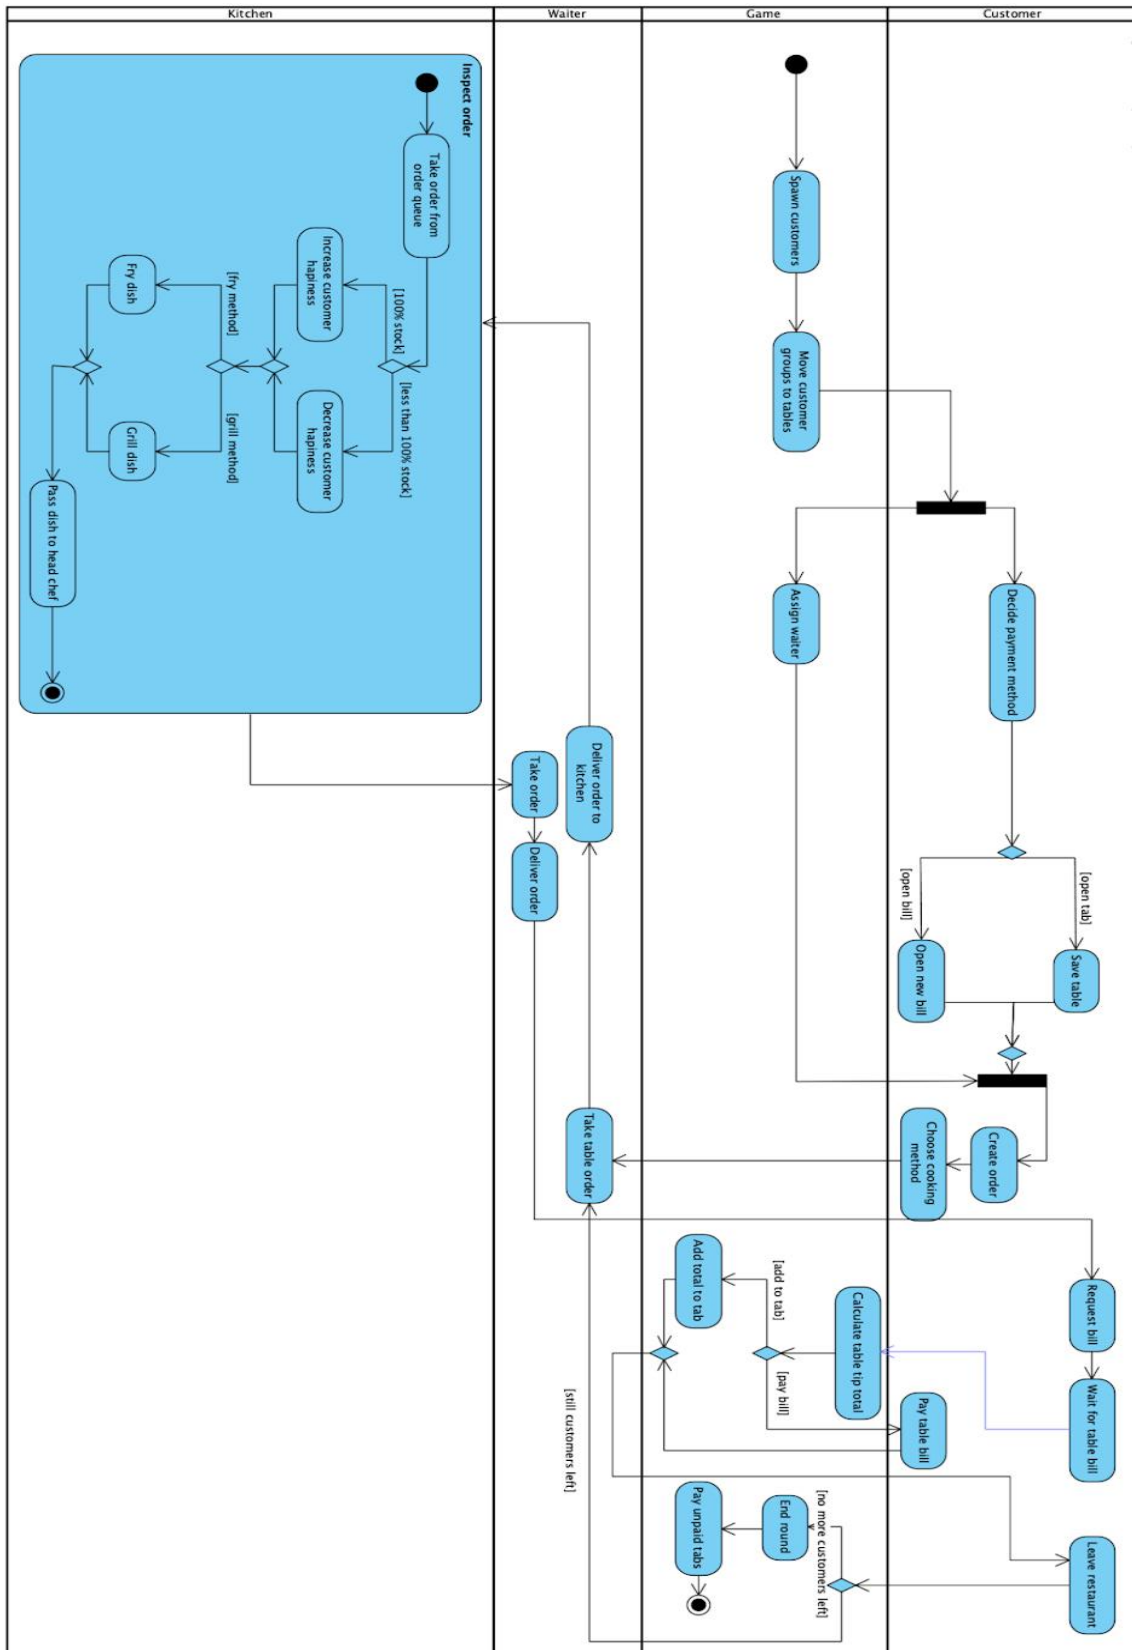 Kitchen
Waiter
Game
Customer
Inspect order
Take order from
order queue
[100% stock]
[less than 100% stock]
Increase customer
hapiness
Decrease customer
hapiness
[fry method]
[grill method]
Fry dish
Grill dish
Pass dish to head chef
Take order
Deliver order
Deliver order to
kitchen
Take table order
[still customers left]
Spawn customers
Move customer
groups to tables
Assign waiter
Decide payment method
[open tab]
[open bill]
Save table
Open new bill
Create order
Choose cooking
method
Request bill
Wait for table bill
Calculate table tip total
[add to tab]
[pay bill]
Add total to tab
Pay table bill
Leave restaurant
[no more customers left]
End round
Pay unpaid tabs